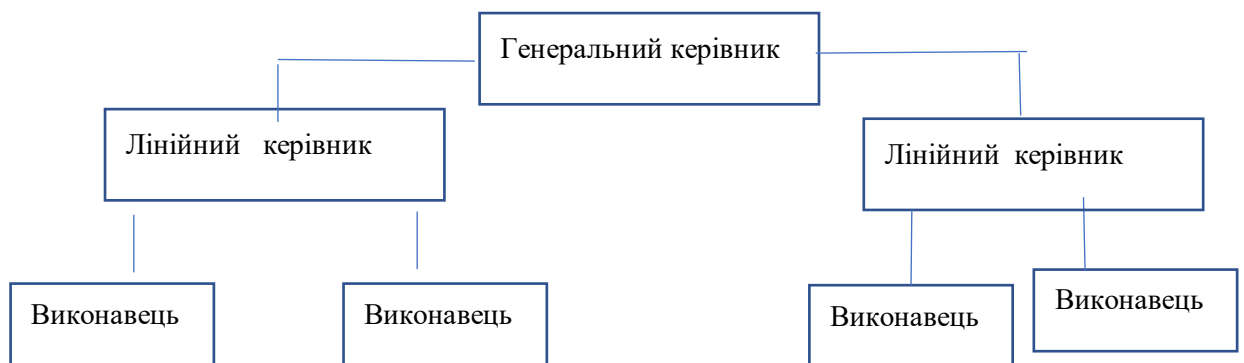 Генеральний керівник
Лінійний керівник
Лінійний керівник
Виконавець
Виконавець
Виконавець
Виконавець